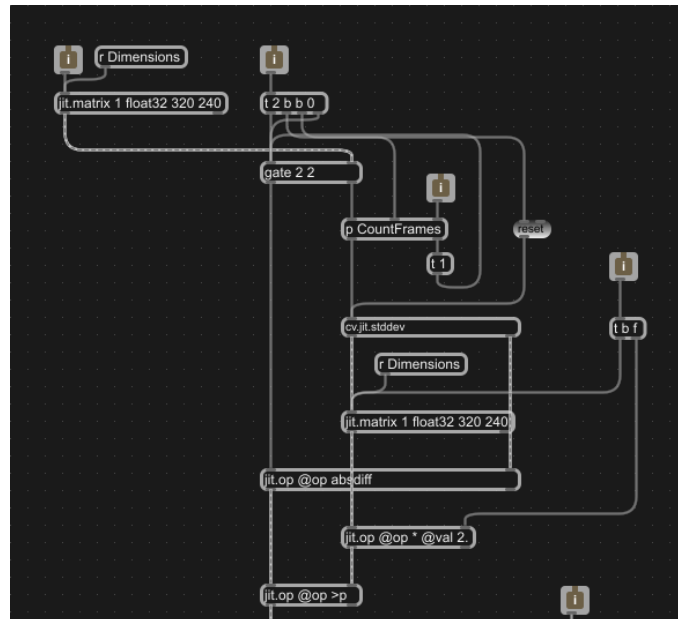 r Dimensions
jit.matrix 1 float32 320 240
t 2 b b 0
gate 2 2
p CountFrames
reset
t 1
cv.jit.stddev
t b f
r Dimensions
jit.matrix 1 float32 320 240
jit.op @op absdiff
jit.op @op * @val 2.
jit.op @op >p